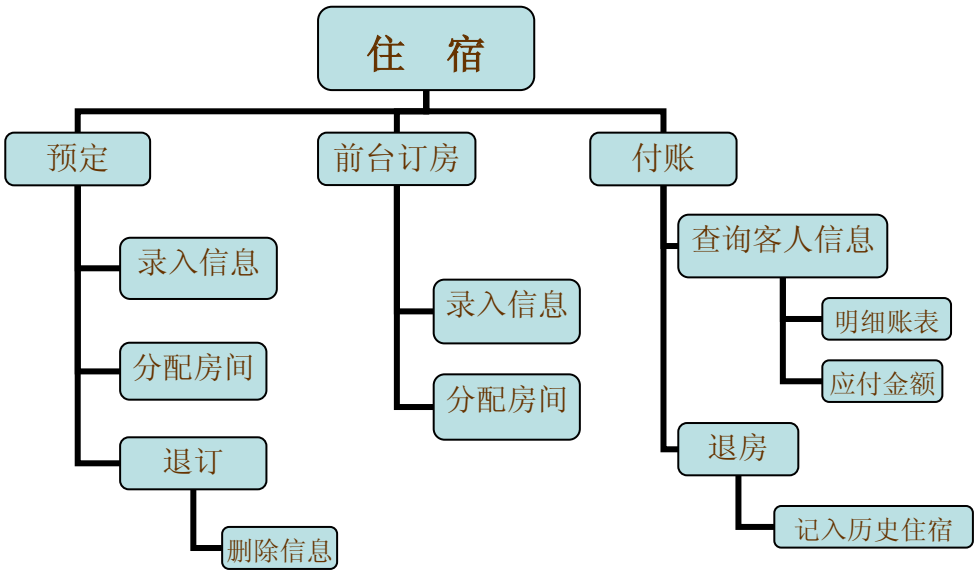 住 宿
预定
前台订房
付账
录入信息
分配房间
退订
删除信息
录入信息
分配房间
查询客人信息
明细账表
应付金额
退房
记入历史住宿